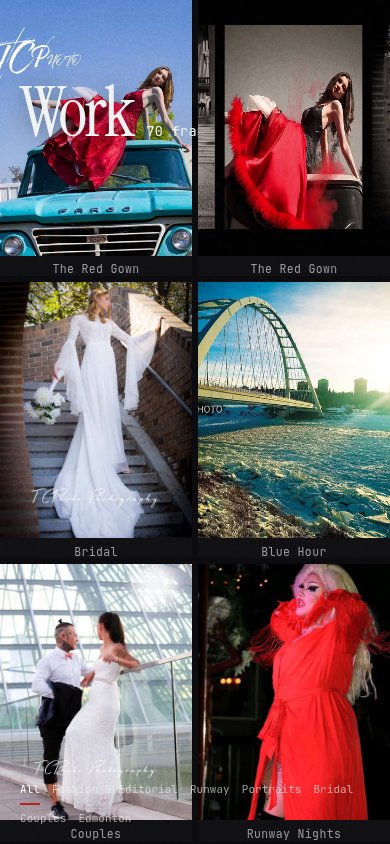 TCPHOTO
Work 70 fra
FARGO
The Red Gown
The Red Gown
HOTO
TCPhoto Photography
Bridal
Blue Hour
TCPhoto Photography
All Fashion & Editorial Runway Portraits Bridal
Couples Edmonton
Couples
Runway Nights